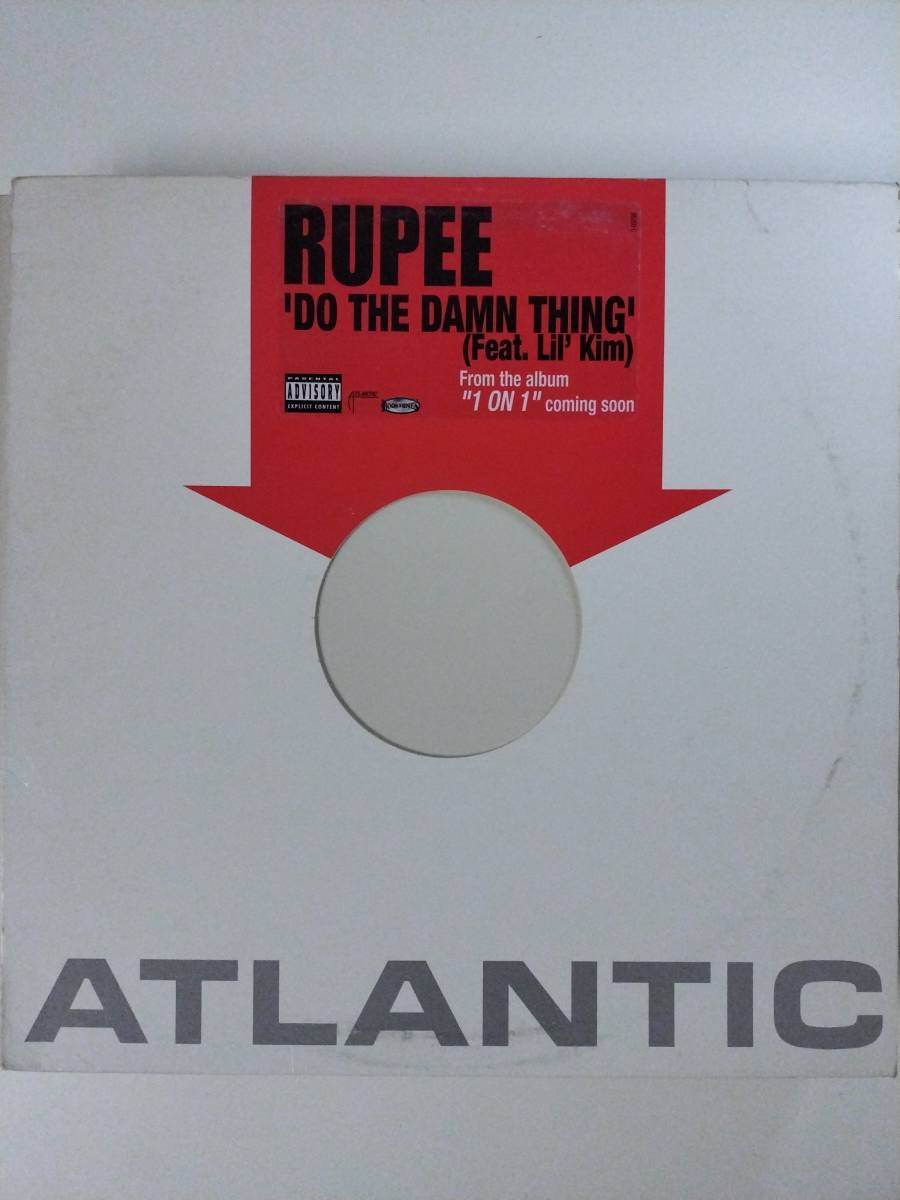 RUPEE
'DO THE DAMN THING'
(Feat. Lil' Kim)
From the album
"1 ON 1" coming soon
PARENTAL
ADVISORY
EXPLICIT CONTENT
ATLANTIC
ATLANTIC